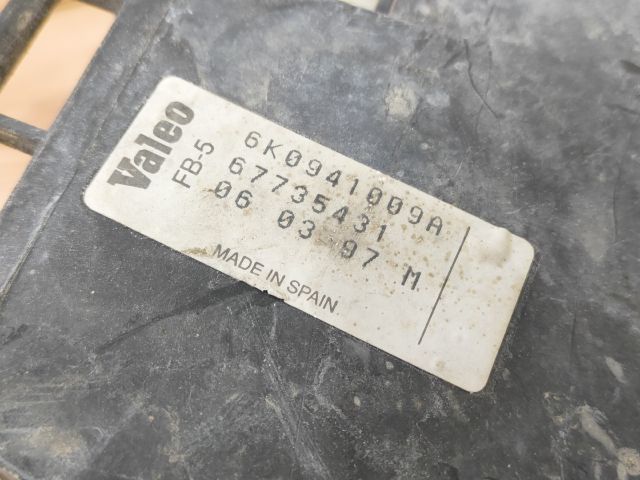 Valeo
FB-5
6K0941009A
67735431
06 03 97 M
MADE IN SPAIN